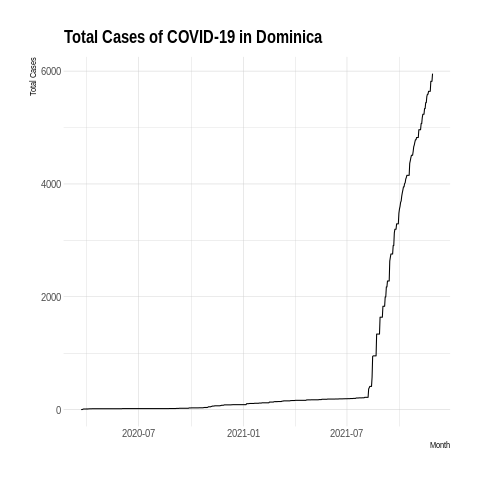 Total Cases of COVID-19 in Dominica
Total Cases
6000
4000
2000
0
2020-07
2021-01
2021-07
Month